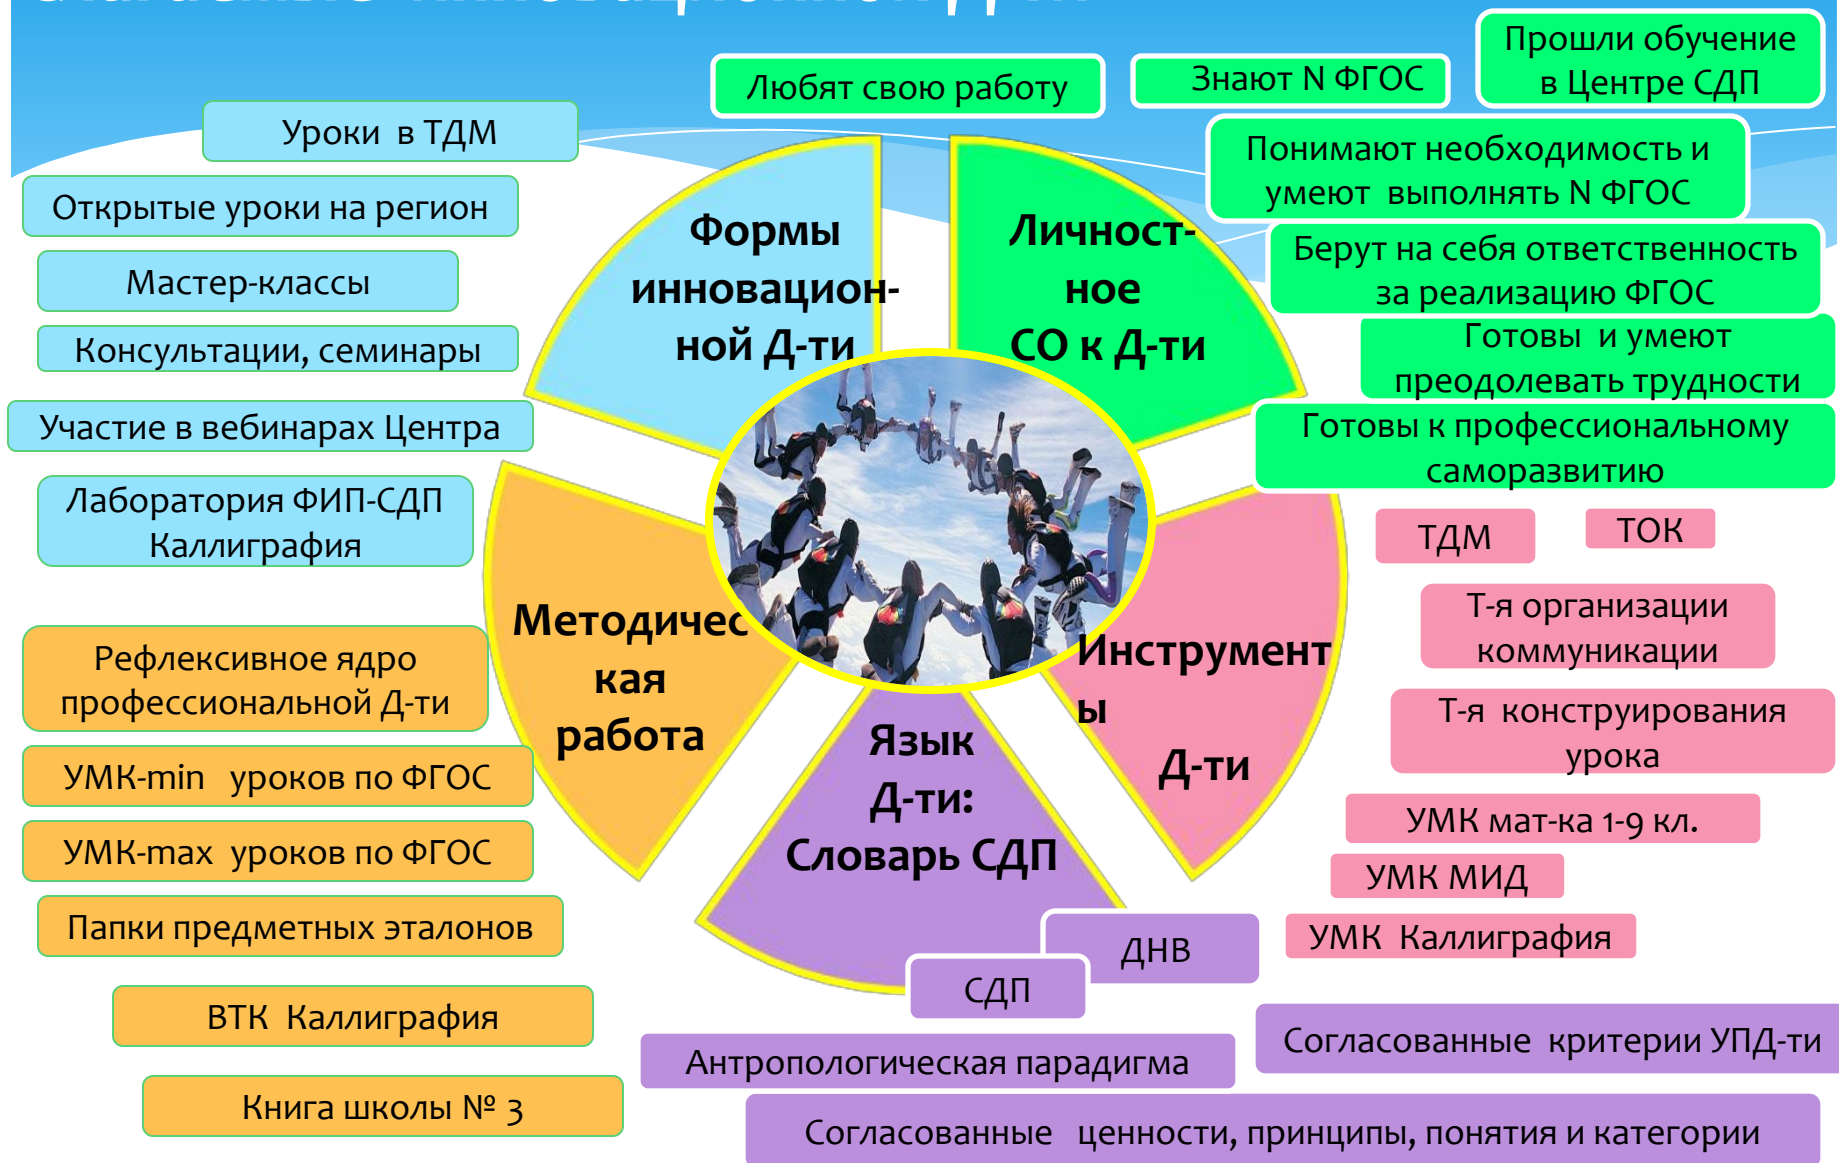 Любят свою работу
Знают N ФГОС
Прошли обучение
в Центре СДП
Понимают необходимость и
умеют выполнять N ФГОС
Берут на себя ответственность
за реализацию ФГОС
Готовы и умеют
преодолевать трудности
Готовы к профессиональному
саморазвитию
Уроки в ТДМ
Открытые уроки на регион
Мастер-классы
Консультации, семинары
Участие в вебинарах Центра
Лаборатория ФИП-СДП
Каллиграфия
Формы
инновацион-
ной Д-ти
Личност-
ное
СО к Д-ти
Методичес
кая
работа
Язык
Д-ти:
Словарь СДП
Инструмент
ы
Д-ти
ТДМ
ТОК
Т-я организации
коммуникации
Т-я конструирования
урока
УМК мат-ка 1-9 кл.
УМК МИД
УМК Каллиграфия
Рефлексивное ядро
профессиональной Д-ти
УМК-min уроков по ФГОС
УМК-max уроков по ФГОС
Папки предметных эталонов
ВТК Каллиграфия
Книга школы № 3
ДНВ
СДП
Антропологическая парадигма
Согласованные критерии УПД-ти
Согласованные ценности, принципы, понятия и категории